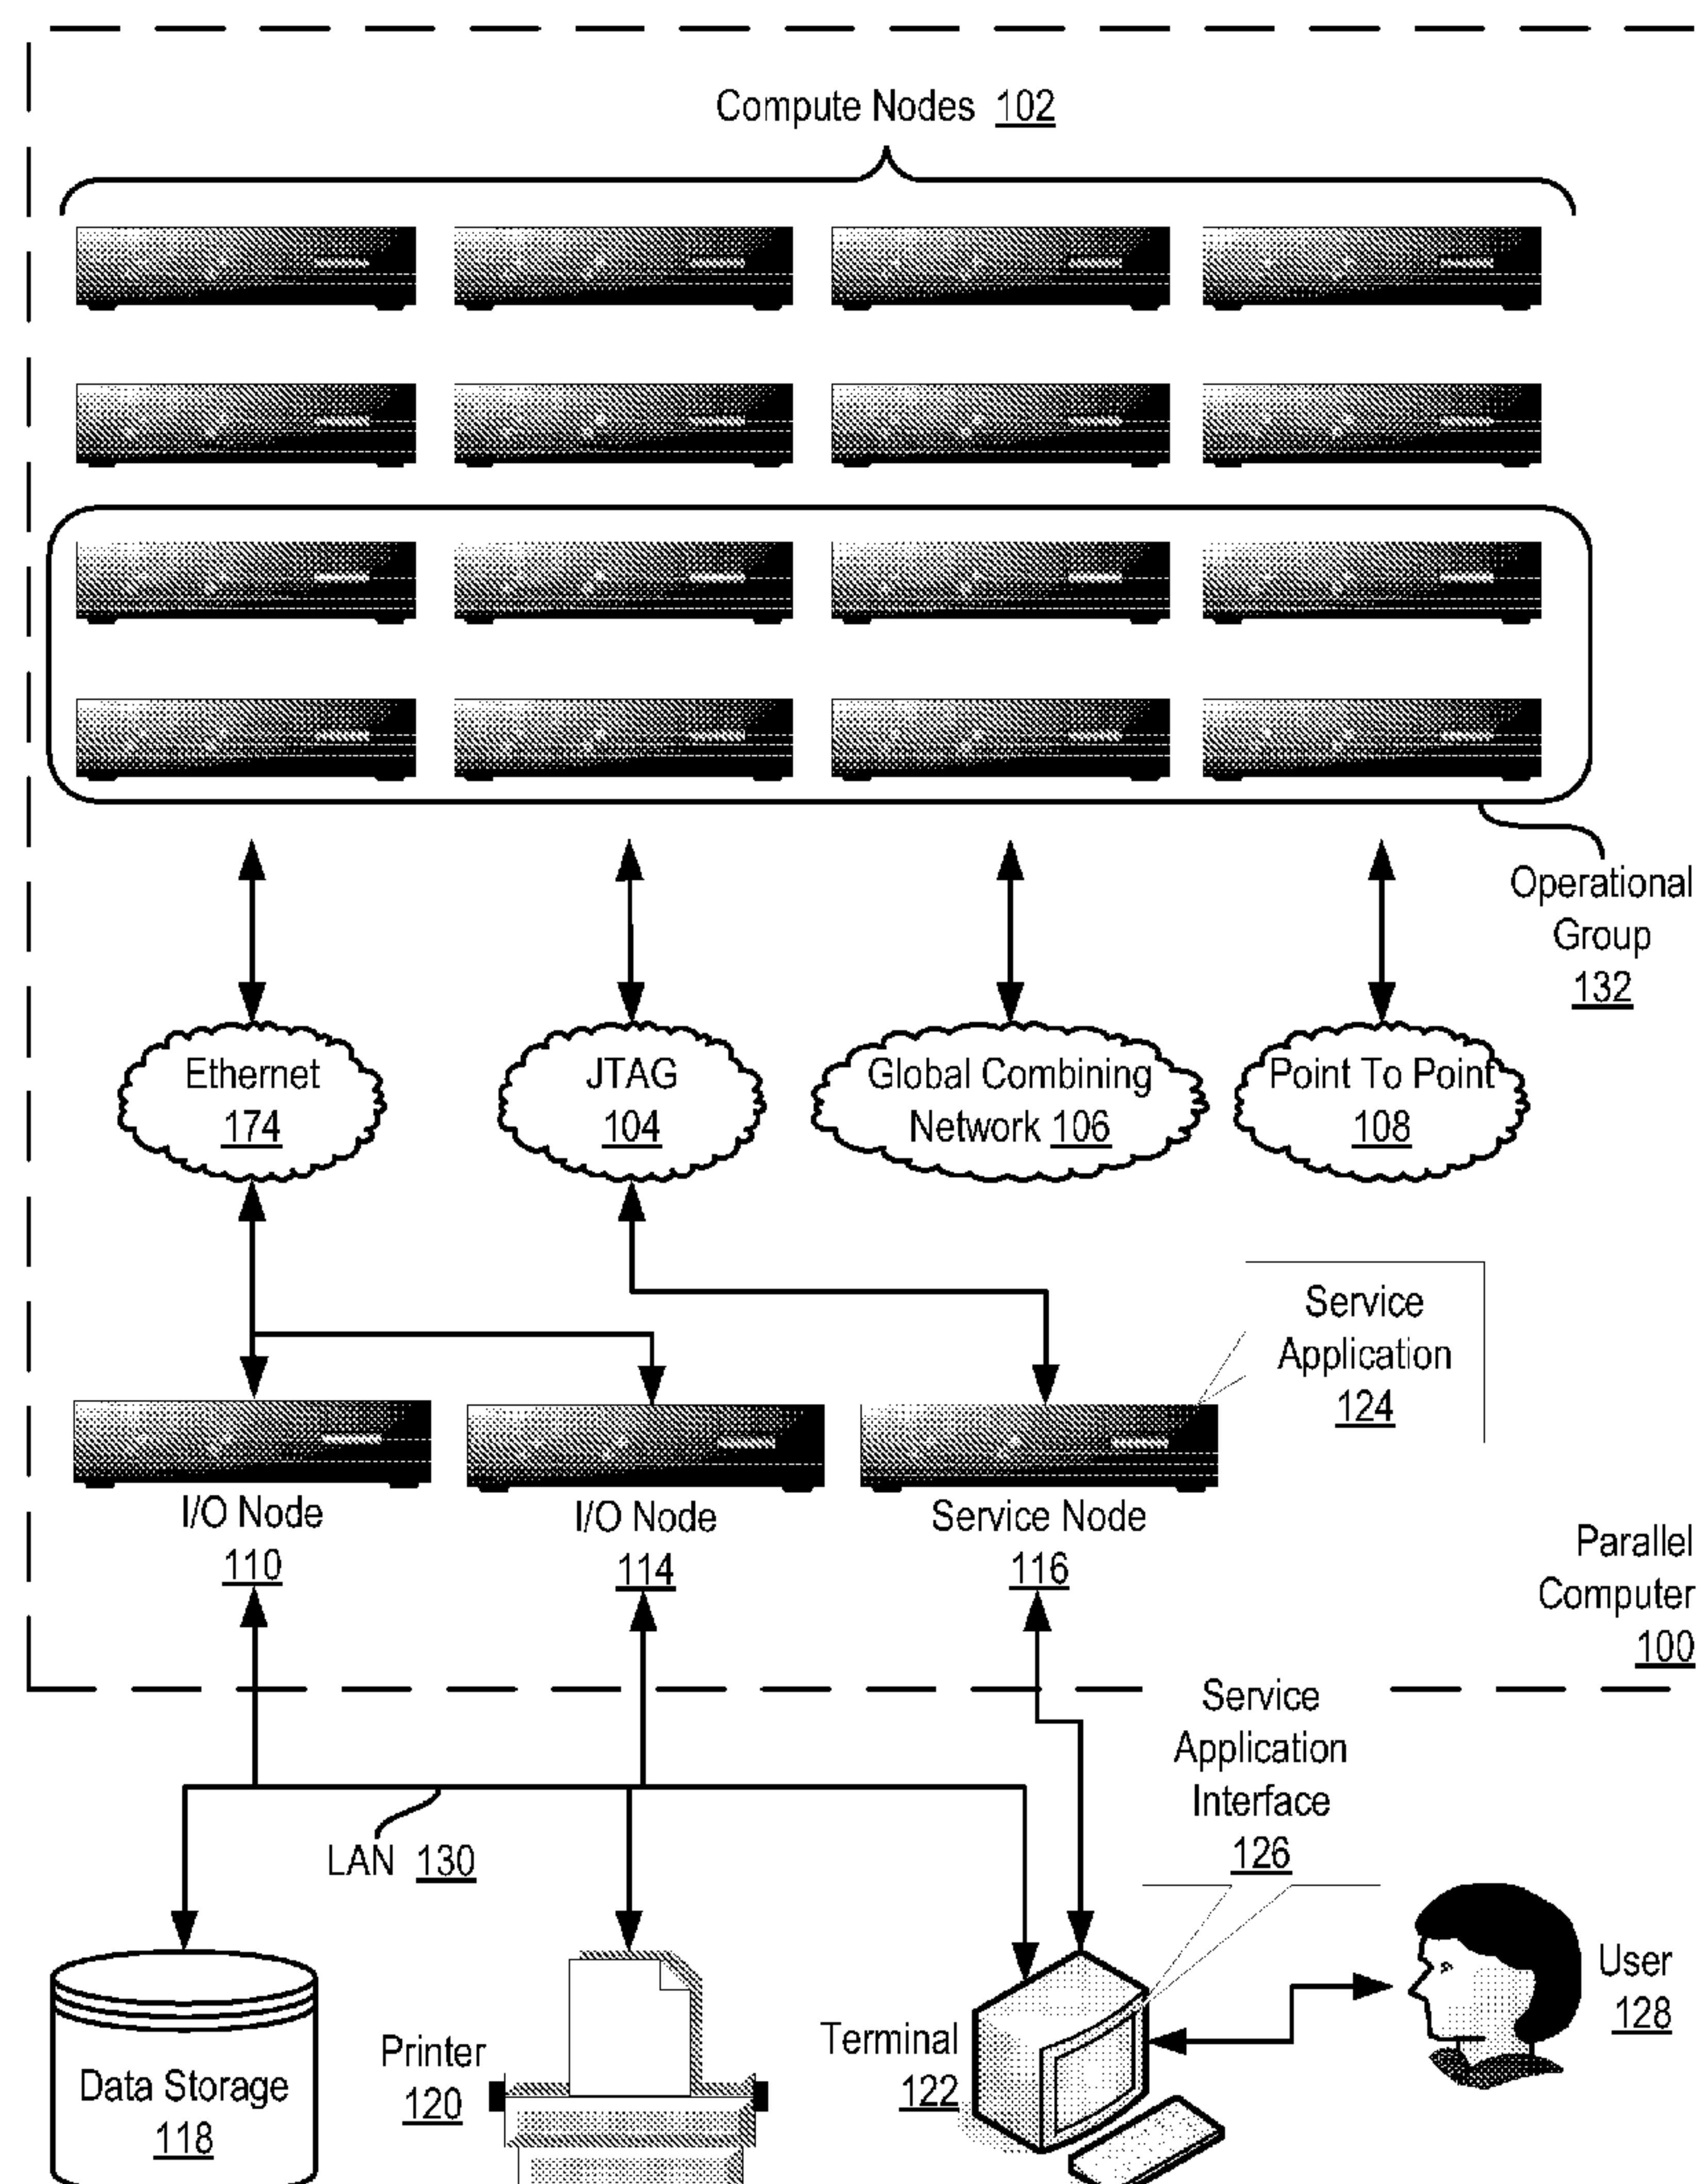 Compute Nodes 102
Operational
Group
132
Ethernet
174
JTAG
104
Global Combining
Network 106
Point To Point
108
Service
Application
124
I/O Node
110
I/O Node
114
Service Node
116
Parallel
Computer
100
Service
Application
Interface
126
LAN 130
Data Storage
118
Printer
120
Terminal
122
User
128